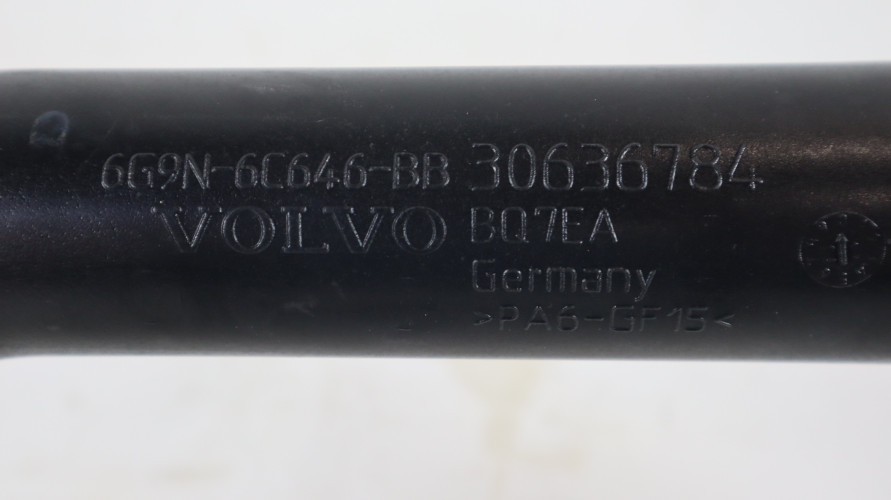 6G9N-6C646-BB 30636784
VOLVO BQ7EA
Germany
>PA6-GF15<